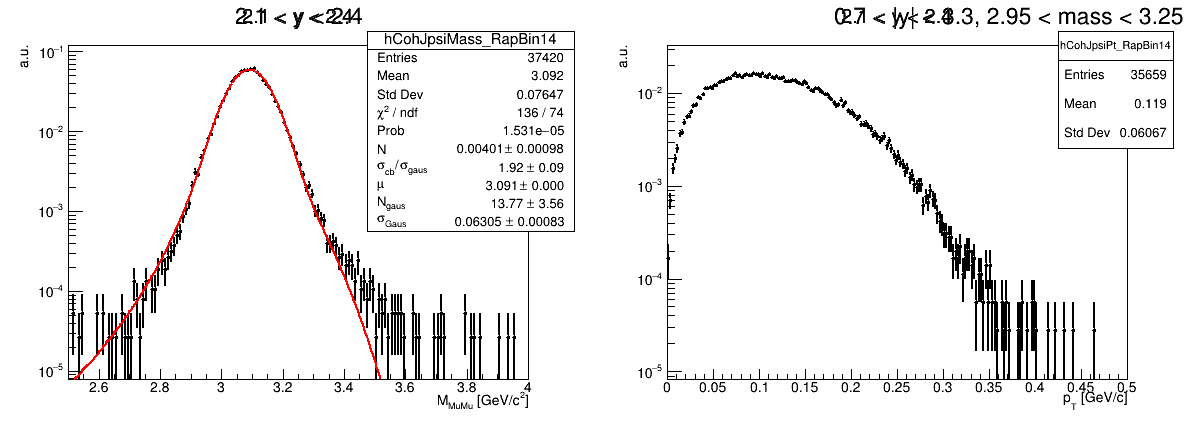 2.1 < y < 2.4
a.u.
hCohJpsiMass_RapBin14
Entries 37420
Mean 3.092
Std Dev 0.07647
χ² / ndf 136 / 74
Prob 1.531e−05
N 0.00401 ± 0.00098
σcb/σgaus 1.92 ± 0.09
μ 3.091 ± 0.000
Ngaus 13.77 ± 3.56
σGaus 0.06305 ± 0.00083
10⁻¹
10⁻²
10⁻³
10⁻⁴
10⁻⁵
2.6 2.8 3 3.2 3.4 3.6 3.8 4
MMuMu [GeV/c²]
3.3, 2.95 < mass < 3.25
a.u.
hCohJpsiPt_RapBin14
Entries 35659
Mean 0.119
Std Dev 0.06067
10⁻²
10⁻³
10⁻⁴
10⁻⁵
0 0.05 0.1 0.15 0.2 0.25 0.3 0.35 0.4 0.45 0.5
pT [GeV/c]